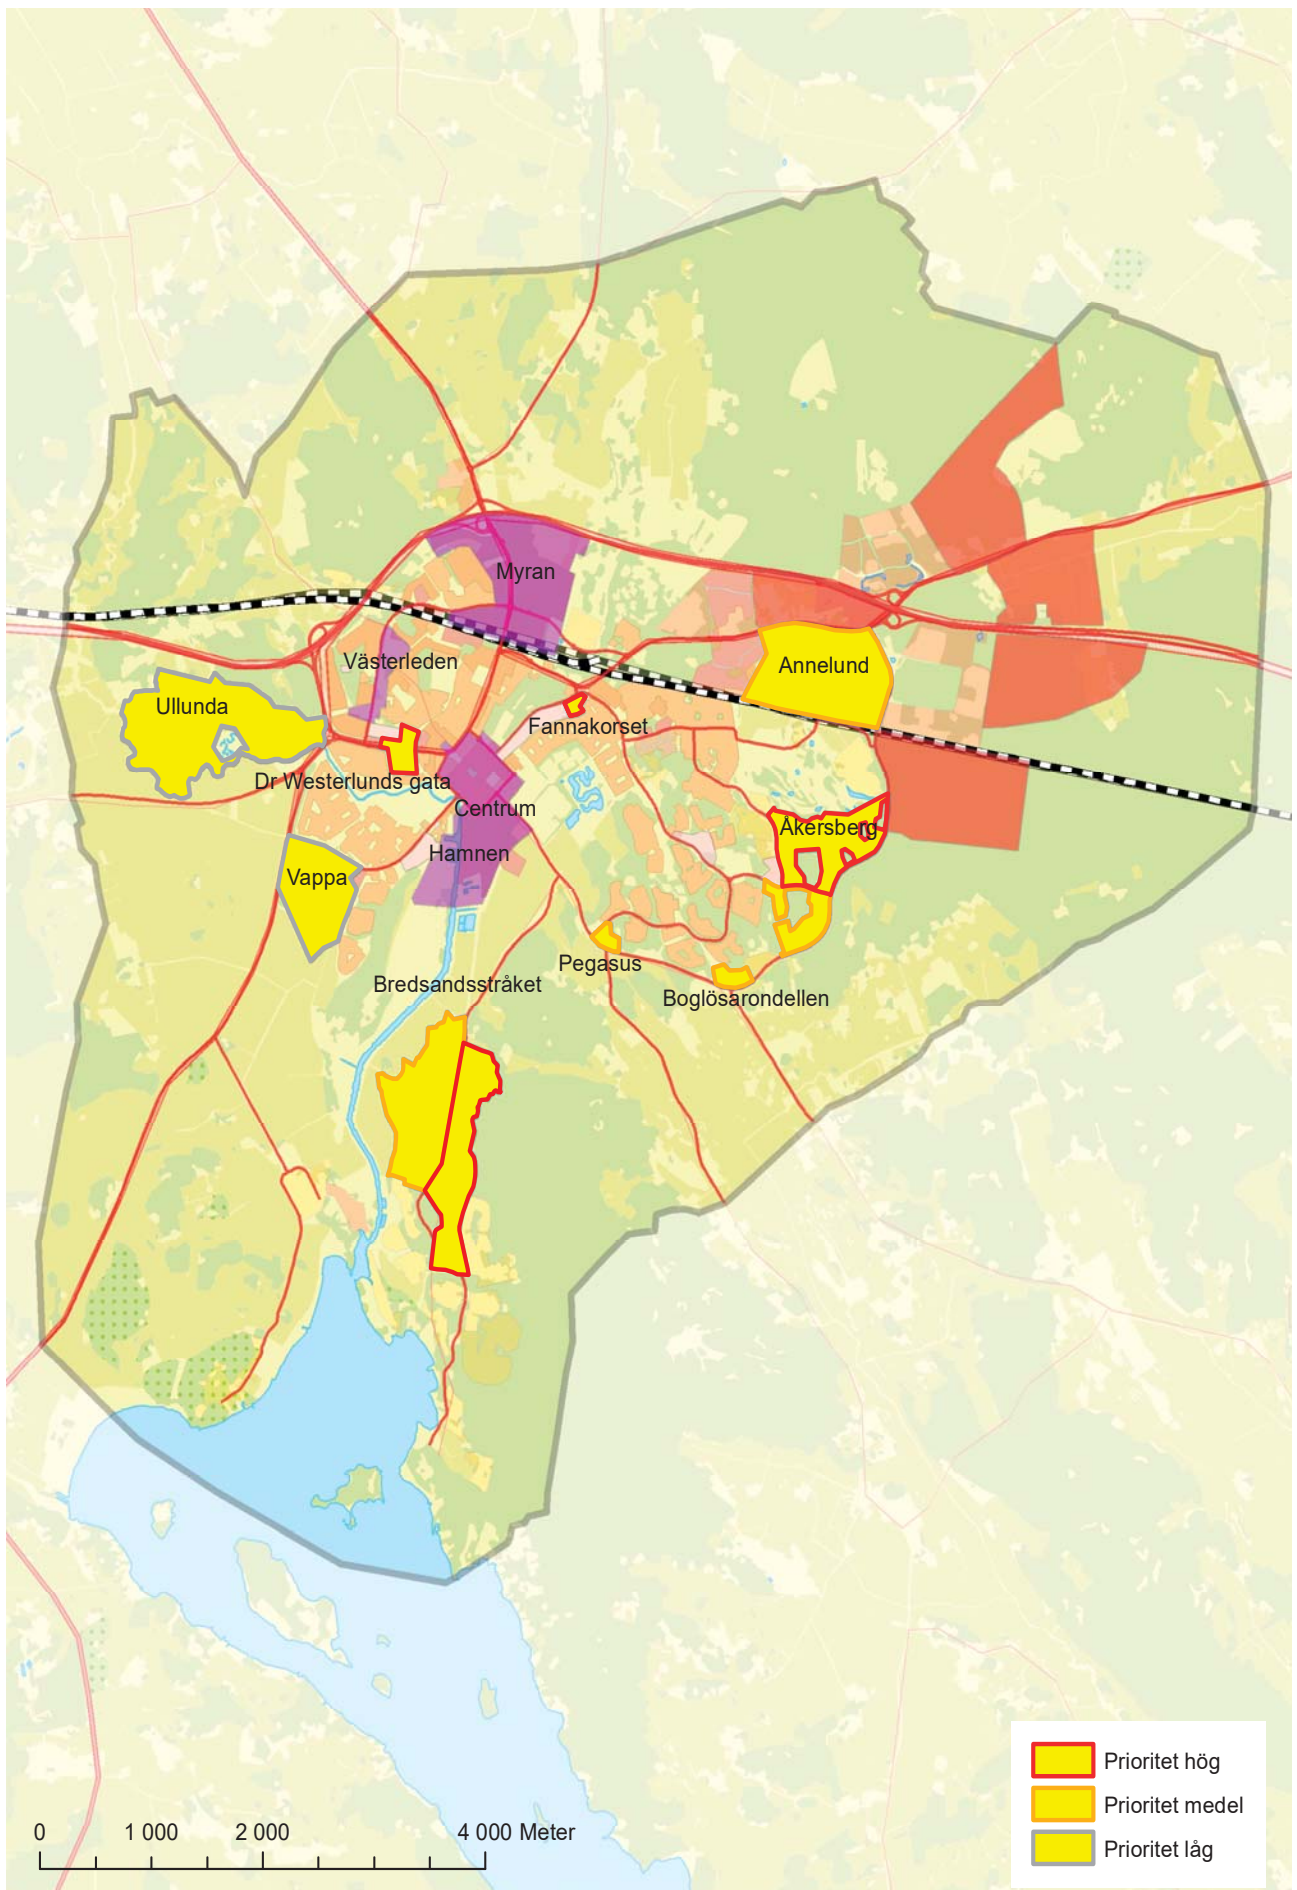 Myran
Västerleden
Annelund
Ullunda
Fannakorset
Dr Westerlunds gata
Centrum
Åkersberg
Hamnen
Vappa
Pegasus
Bredsandsstråket
Boglösarondellen
Prioritet hög
Prioritet medel
Prioritet låg
0 1 000 2 000 4 000 Meter